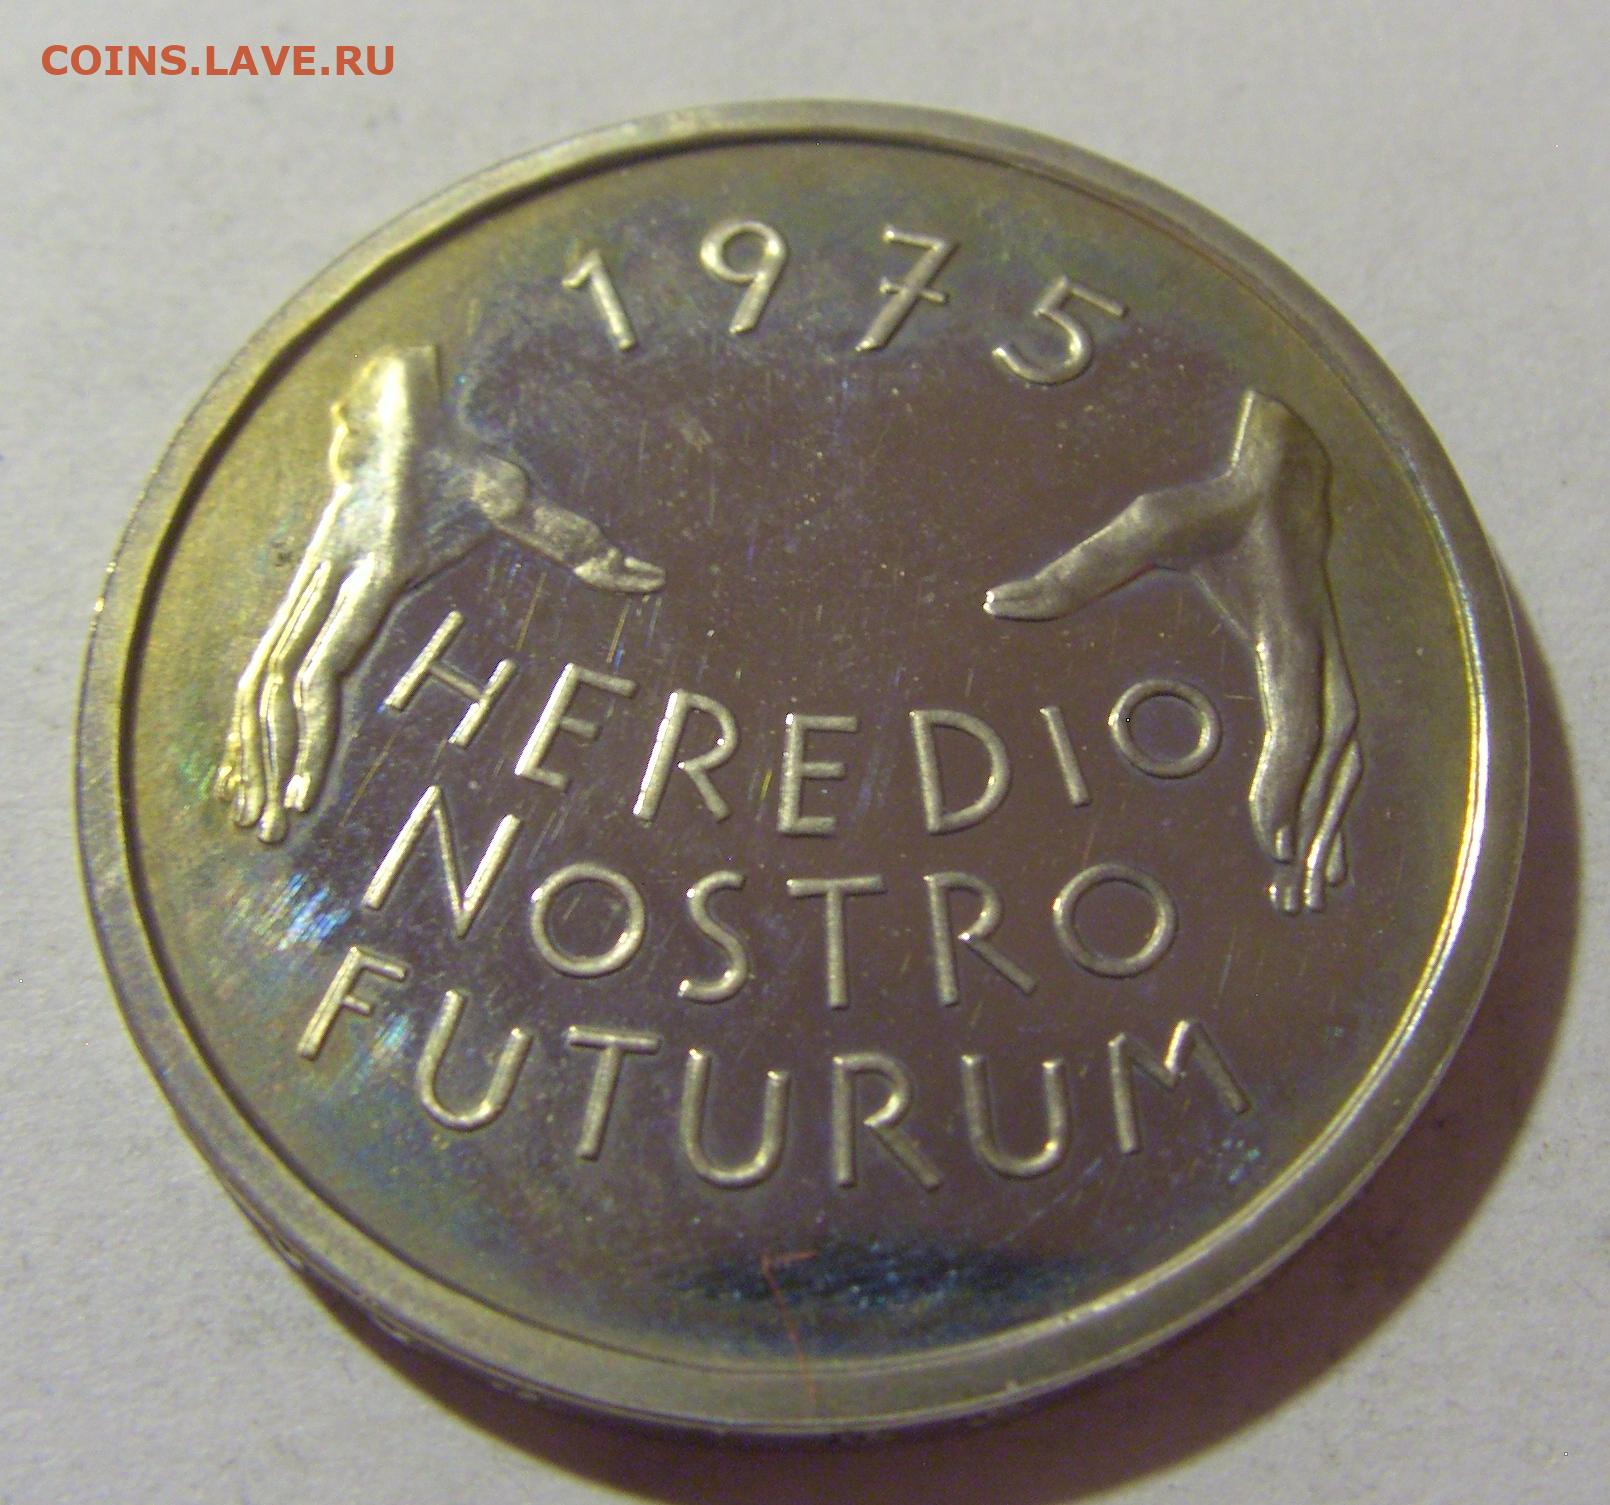 COINS.LAVE.RU
1975
HEREDIO
NOSTRO
FUTURUM